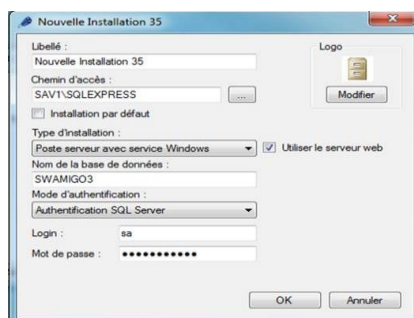 Nouvelle Installation 35
Libellé :
Nouvelle Installation 35
Logo
Modifier
Chemin d'accès :
SAV1\SQLEXPRESS
...
Installation par défaut
Type d'installation :
Poste serveur avec service Windows
Utiliser le serveur web
Nom de la base de données :
SWAMIGO3
Mode d'authentification :
Authentification SQL Server
Login :
sa
Mot de passe :
●●●●●●●●●●●
OK
Annuler